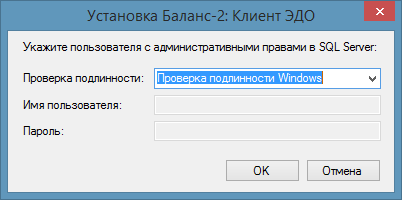 Установка Баланс-2: Клиент ЭДО
Укажите пользователя с административными правами в SQL Server:
Проверка подлинности: Проверка подлинности Windows
Имя пользователя:
Пароль:
OK Отмена